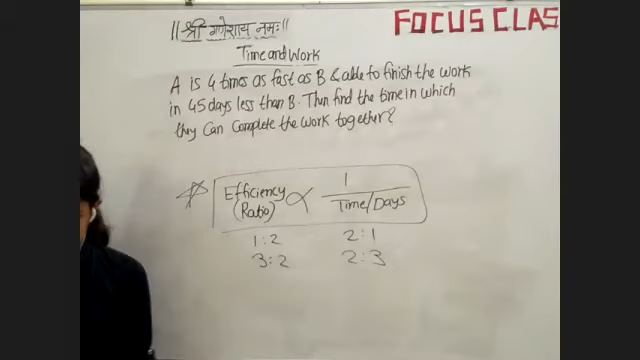 FOCUS CLAS
||श्री गणेशाय नमः||
Time and Work
A is 4 times as fast as B & able to finish the work
in 45 days less than B. Then find the time in which
they can complete the work together?
Efficiency ∝ 1
(Ratio) Time/Days
1:2 2:1
3:2 2:3